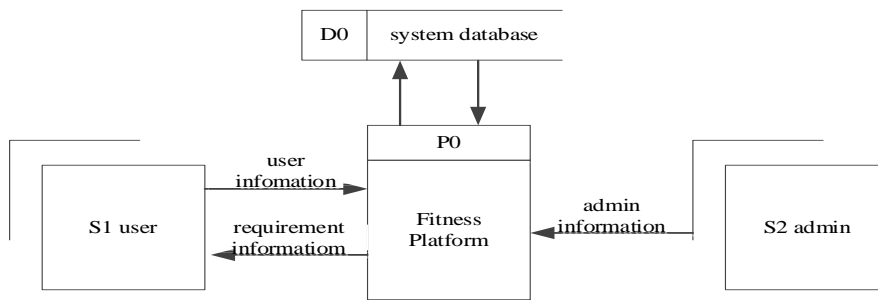 D0 system database
P0
user
infomation
S1 user
requirement
informatiom
Fitness
Platform
admin
information
S2 admin